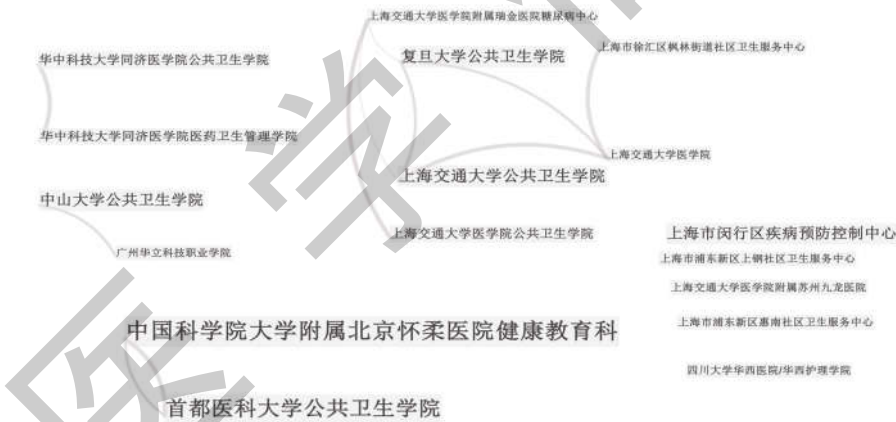 上海交通大学医学院附属瑞金医院糖尿病中心
华中科技大学同济医学院公共卫生学院
复旦大学公共卫生学院
上海市徐汇区枫林街道社区卫生服务中心
华中科技大学同济医学院医药卫生管理学院
上海交通大学医学院
上海交通大学公共卫生学院
中山大学公共卫生学院
上海交通大学医学院公共卫生学院
上海市闵行区疾病预防控制中心
广州华立科技职业学院
上海市浦东新区上钢社区卫生服务中心
上海交通大学医学院附属苏州九龙医院
中国科学院大学附属北京怀柔医院健康教育科
上海市浦东新区惠南社区卫生服务中心
四川大学华西医院/华西护理学院
首都医科大学公共卫生学院
医学